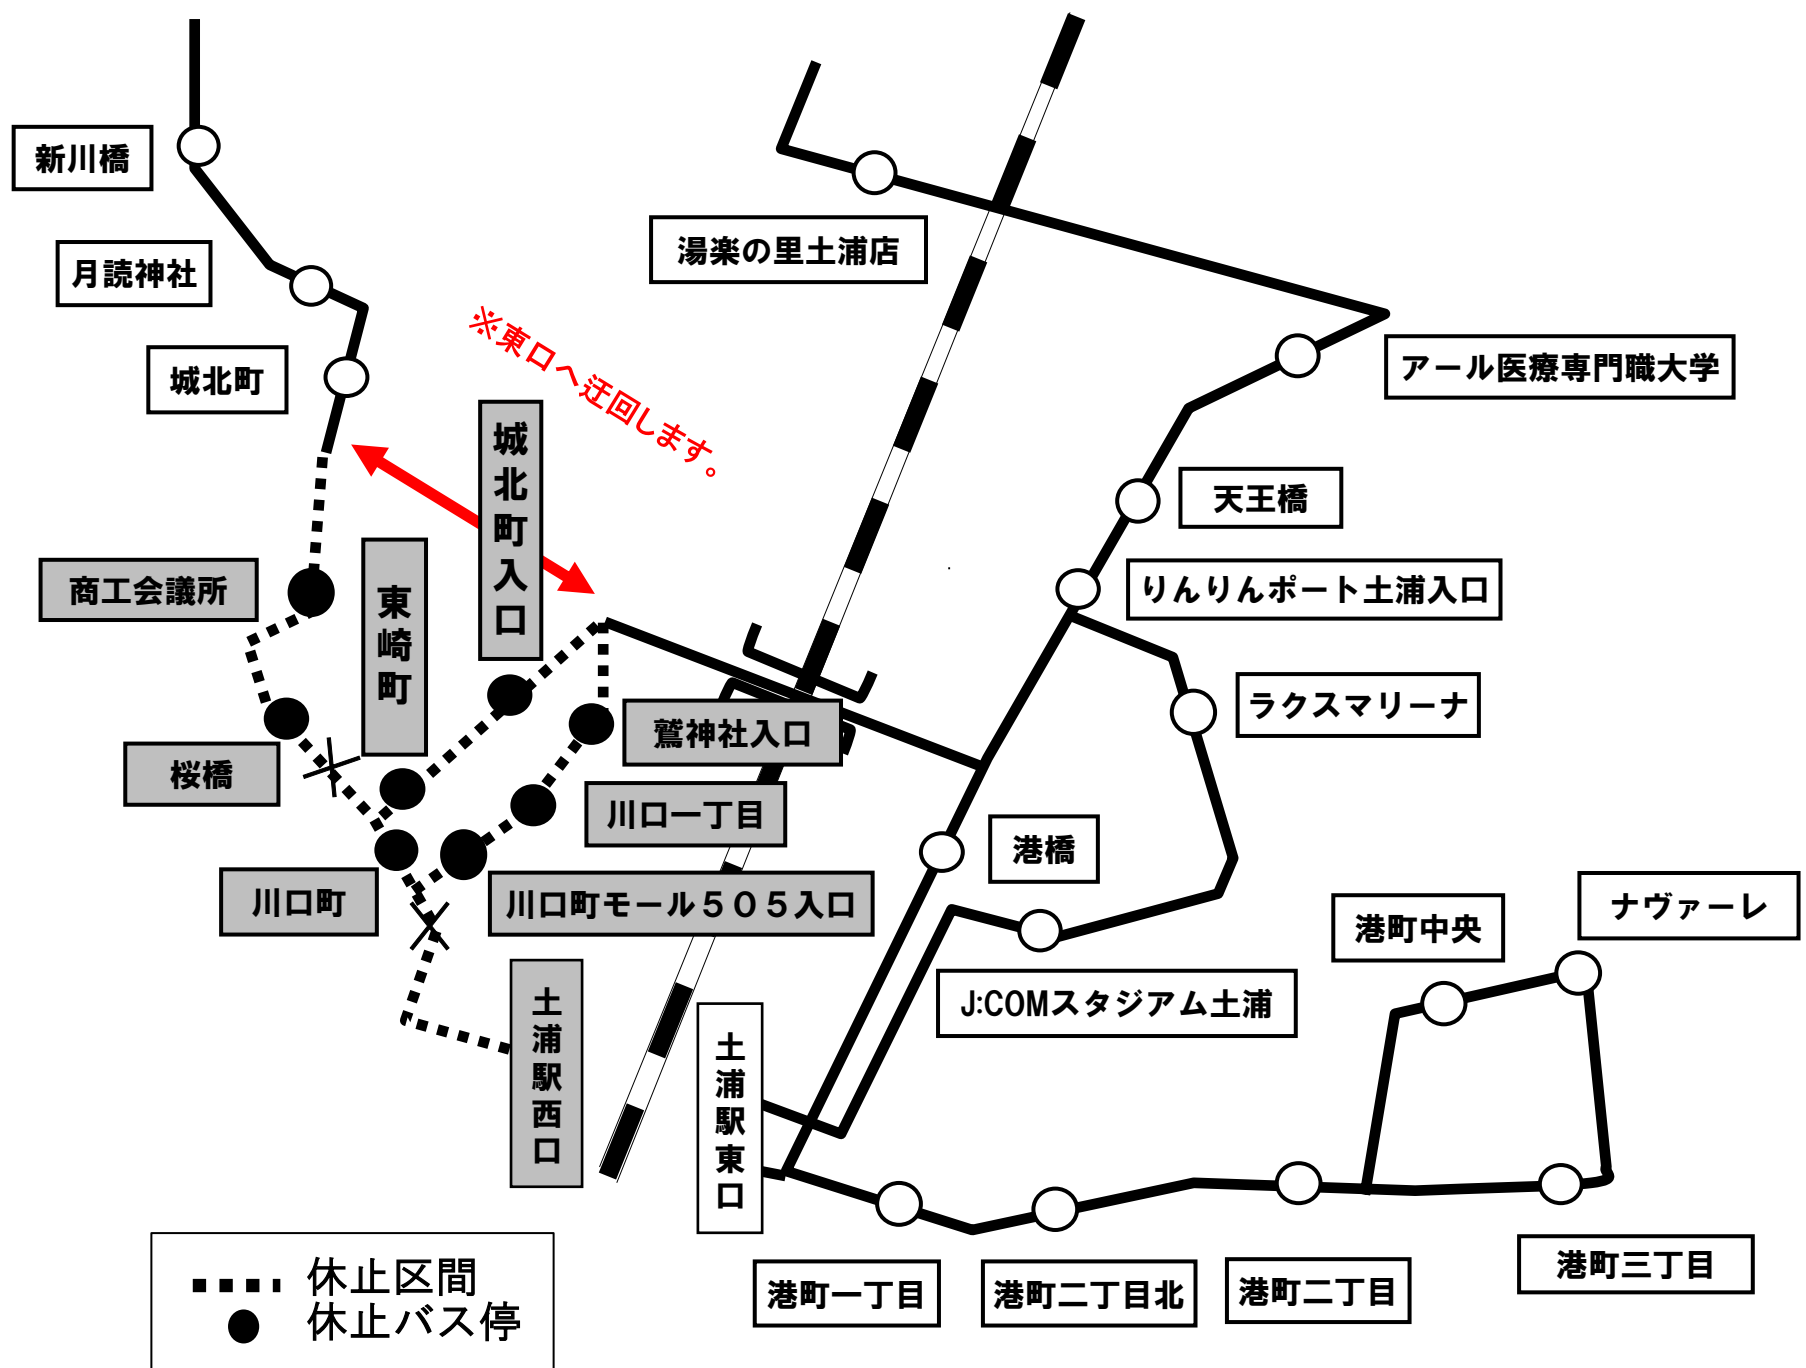 新川橋
月読神社
城北町
湯楽の里土浦店
※東口へ迂回します。
アール医療専門職大学
城北町入口
天王橋
商工会議所
東崎町
りんりんポート土浦入口
ラクスマリーナ
鷲神社入口
桜橋
川口一丁目
港橋
川口町
川口町モール５０５入口
港町中央
ナヴァーレ
土浦駅西口
J:COMスタジアム土浦
土浦駅東口
港町一丁目
港町二丁目北
港町二丁目
港町三丁目
休止区間
休止バス停